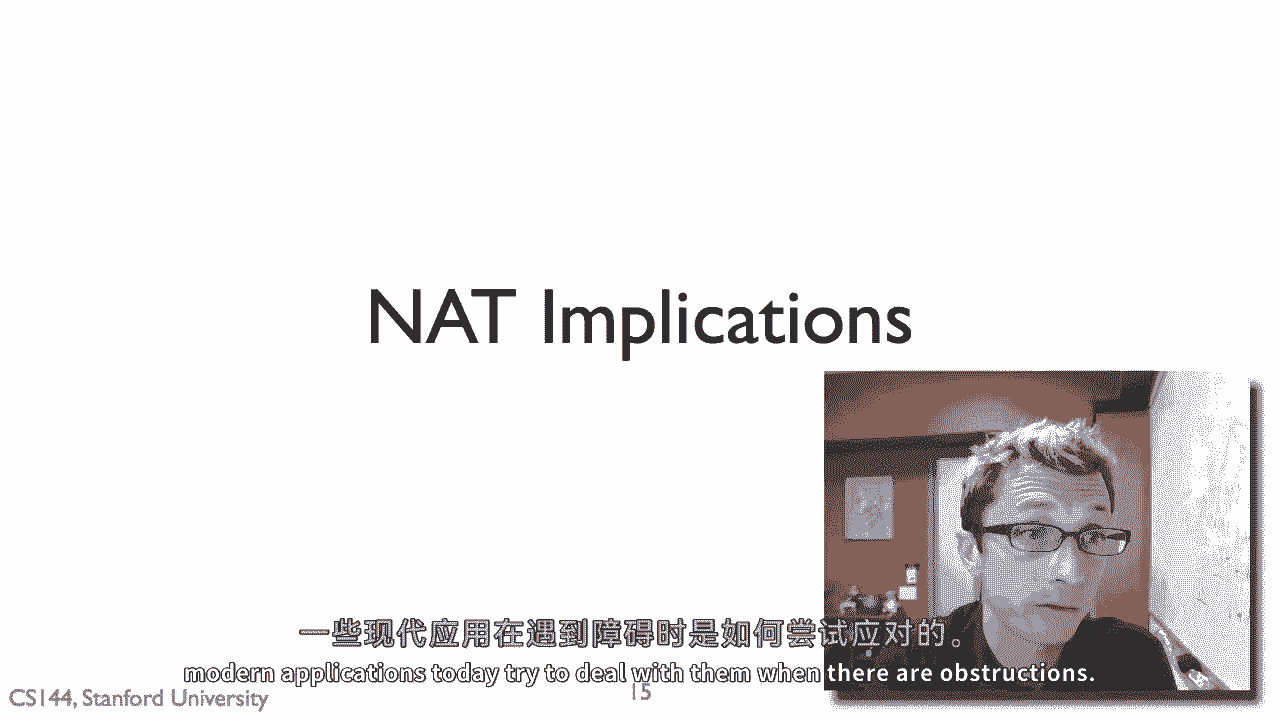 NAT Implications
一些现代应用在遇到障碍时是如何尝试应对的。
modern applications today try to deal with them when there are obstructions.
CS144, Stanford University
15